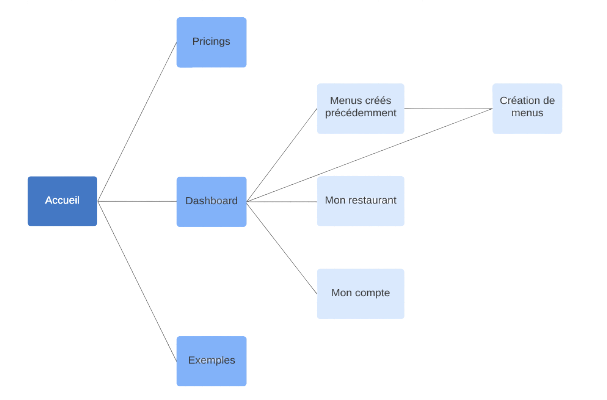 Pricings
Menus créés
précédemment
Création de
menus
Accueil
Dashboard
Mon restaurant
Mon compte
Exemples